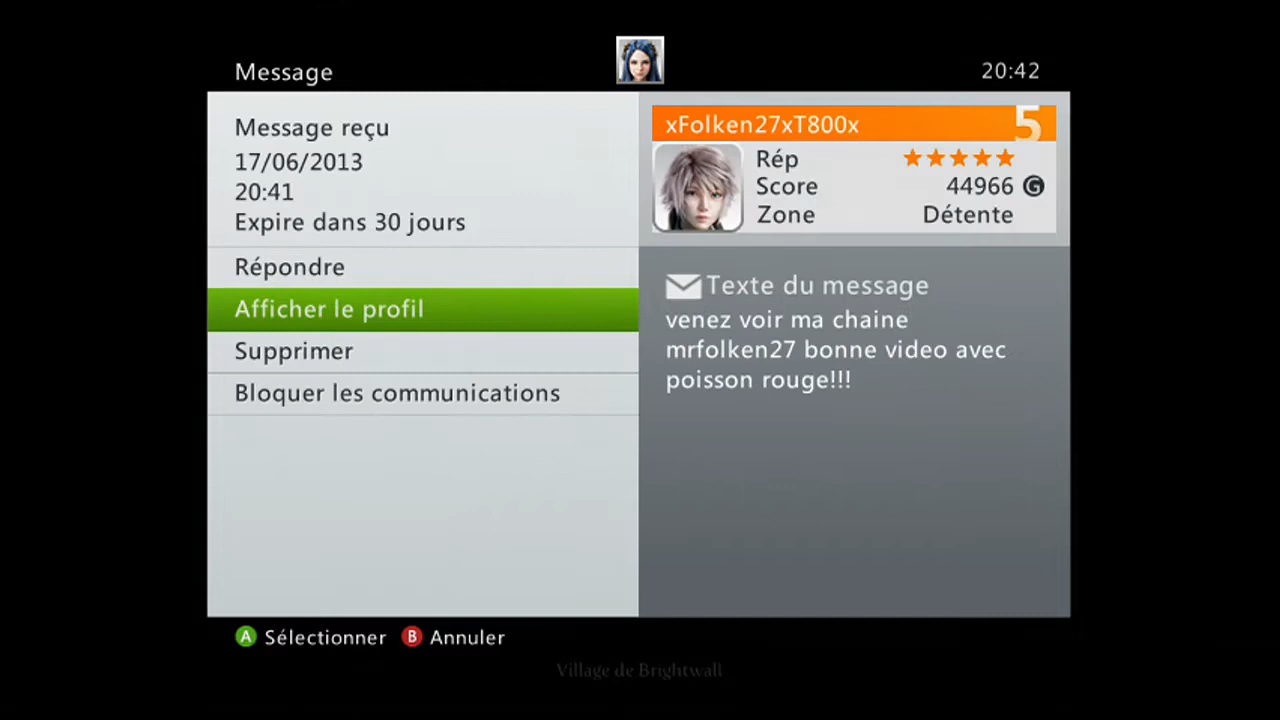 Message
20:42
Message reçu
17/06/2013
20:41
Expire dans 30 jours
Répondre
Afficher le profil
Supprimer
Bloquer les communications
xFolken27xT800x
5
Rép
Score 44966 G
Zone Détente
Texte du message
venez voir ma chaine
mrfolken27 bonne video avec
poisson rouge!!!
A Sélectionner B Annuler
Village de Brightwall